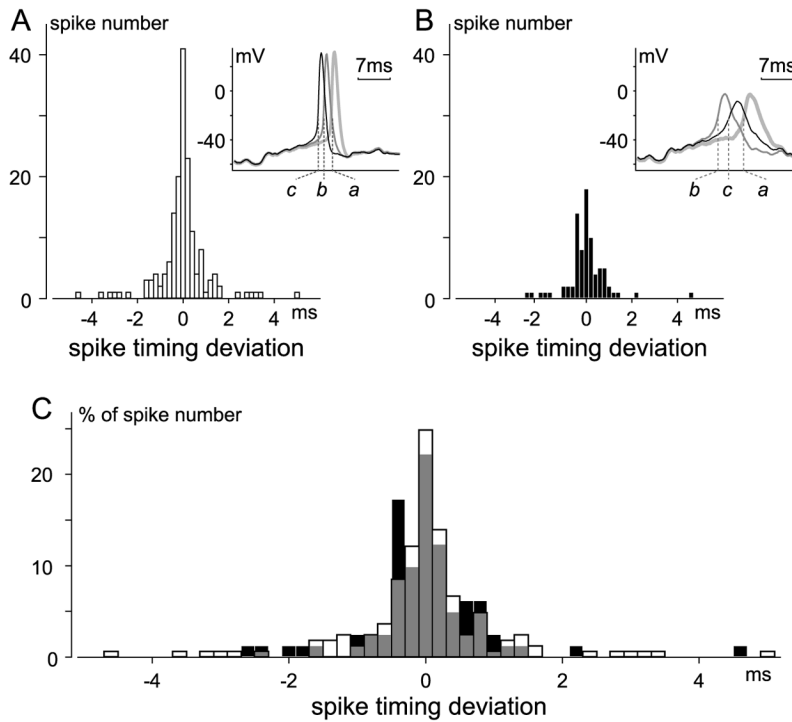 A
spike number
40
20
0
-4 -2 0 2 4 ms
spike timing deviation
mV
7ms
0
-40
c b a
B
spike number
40
20
0
-4 -2 0 2 4 ms
spike timing deviation
mV
7ms
0
-40
b c a
C
% of spike number
20
10
0
-4 -2 0 2 4 ms
spike timing deviation